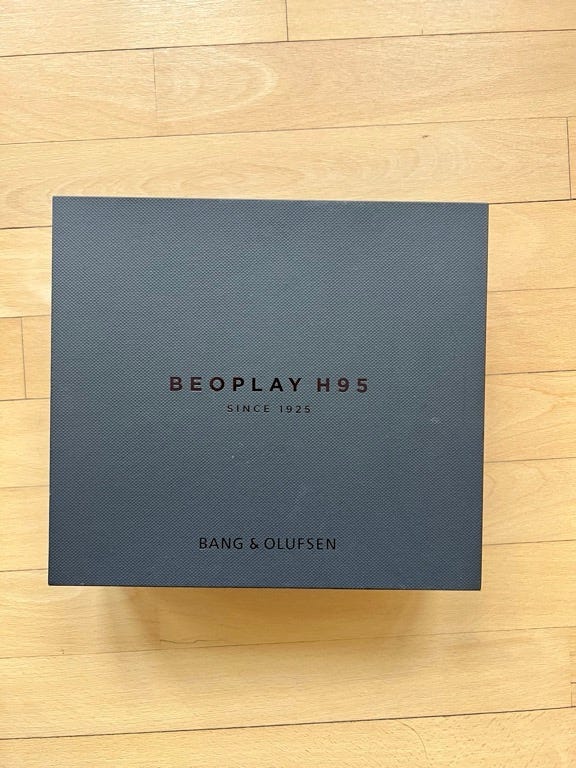 BEOPLAY H95
SINCE 1925
BANG & OLUFSEN